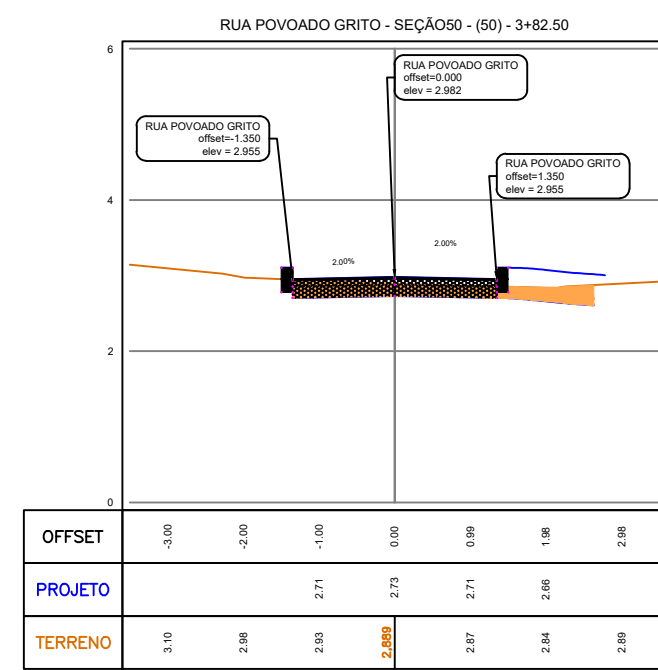 RUA POVOADO GRITO - SEÇÃO50 - (50) - 3+82.50
6
RUA POVOADO GRITO
offset=0.000
elev = 2.982
RUA POVOADO GRITO
offset=-1.350
elev = 2.955
RUA POVOADO GRITO
offset=1.350
elev = 2.955
4
2.00%
2.00%
2
0
OFFSET -3.00 -2.00 -1.00 0.00 0.99 1.98 2.98
PROJETO 2.71 2.73 2.71 2.66
TERRENO 3.10 2.98 2.93 2,889 2.87 2.84 2.89